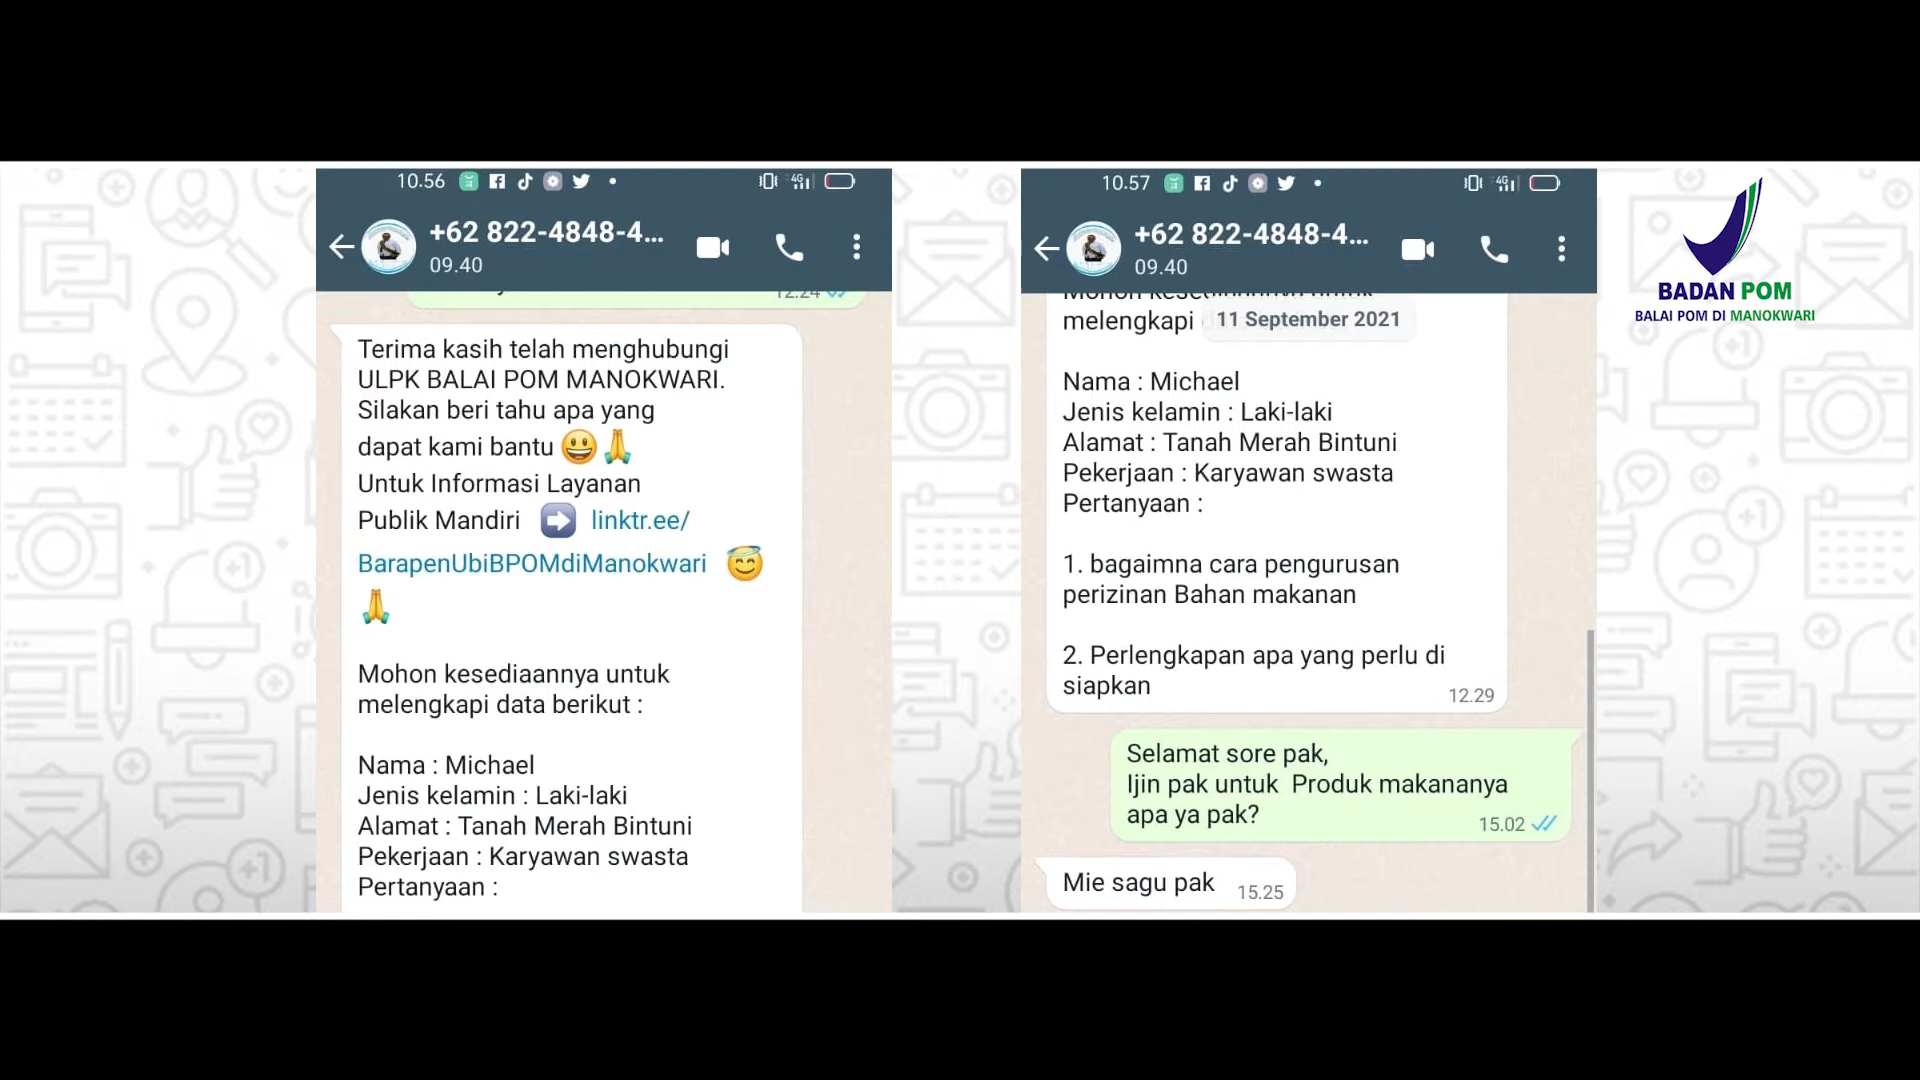 10.56
+62 822-4848-4...
09.40
12.24
Terima kasih telah menghubungi
ULPK BALAI POM MANOKWARI.
Silakan beri tahu apa yang
dapat kami bantu 😃🙏
Untuk Informasi Layanan
Publik Mandiri ➡️ linktr.ee/
BarapenUbiBPOMdiManokwari 😇
🙏
Mohon kesediaannya untuk
melengkapi data berikut :
Nama : Michael
Jenis kelamin : Laki-laki
Alamat : Tanah Merah Bintuni
Pekerjaan : Karyawan swasta
Pertanyaan :
10.57
4G
+62 822-4848-4...
09.40
melengkapi
11 September 2021
Nama : Michael
Jenis kelamin : Laki-laki
Alamat : Tanah Merah Bintuni
Pekerjaan : Karyawan swasta
Pertanyaan :
1. bagaimna cara pengurusan
perizinan Bahan makanan
2. Perlengkapan apa yang perlu di
siapkan
12.29
Selamat sore pak,
Ijin pak untuk  Produk makananya
apa ya pak?
15.02
Mie sagu pak
15.25
BADAN POM
BALAI POM DI MANOKWARI